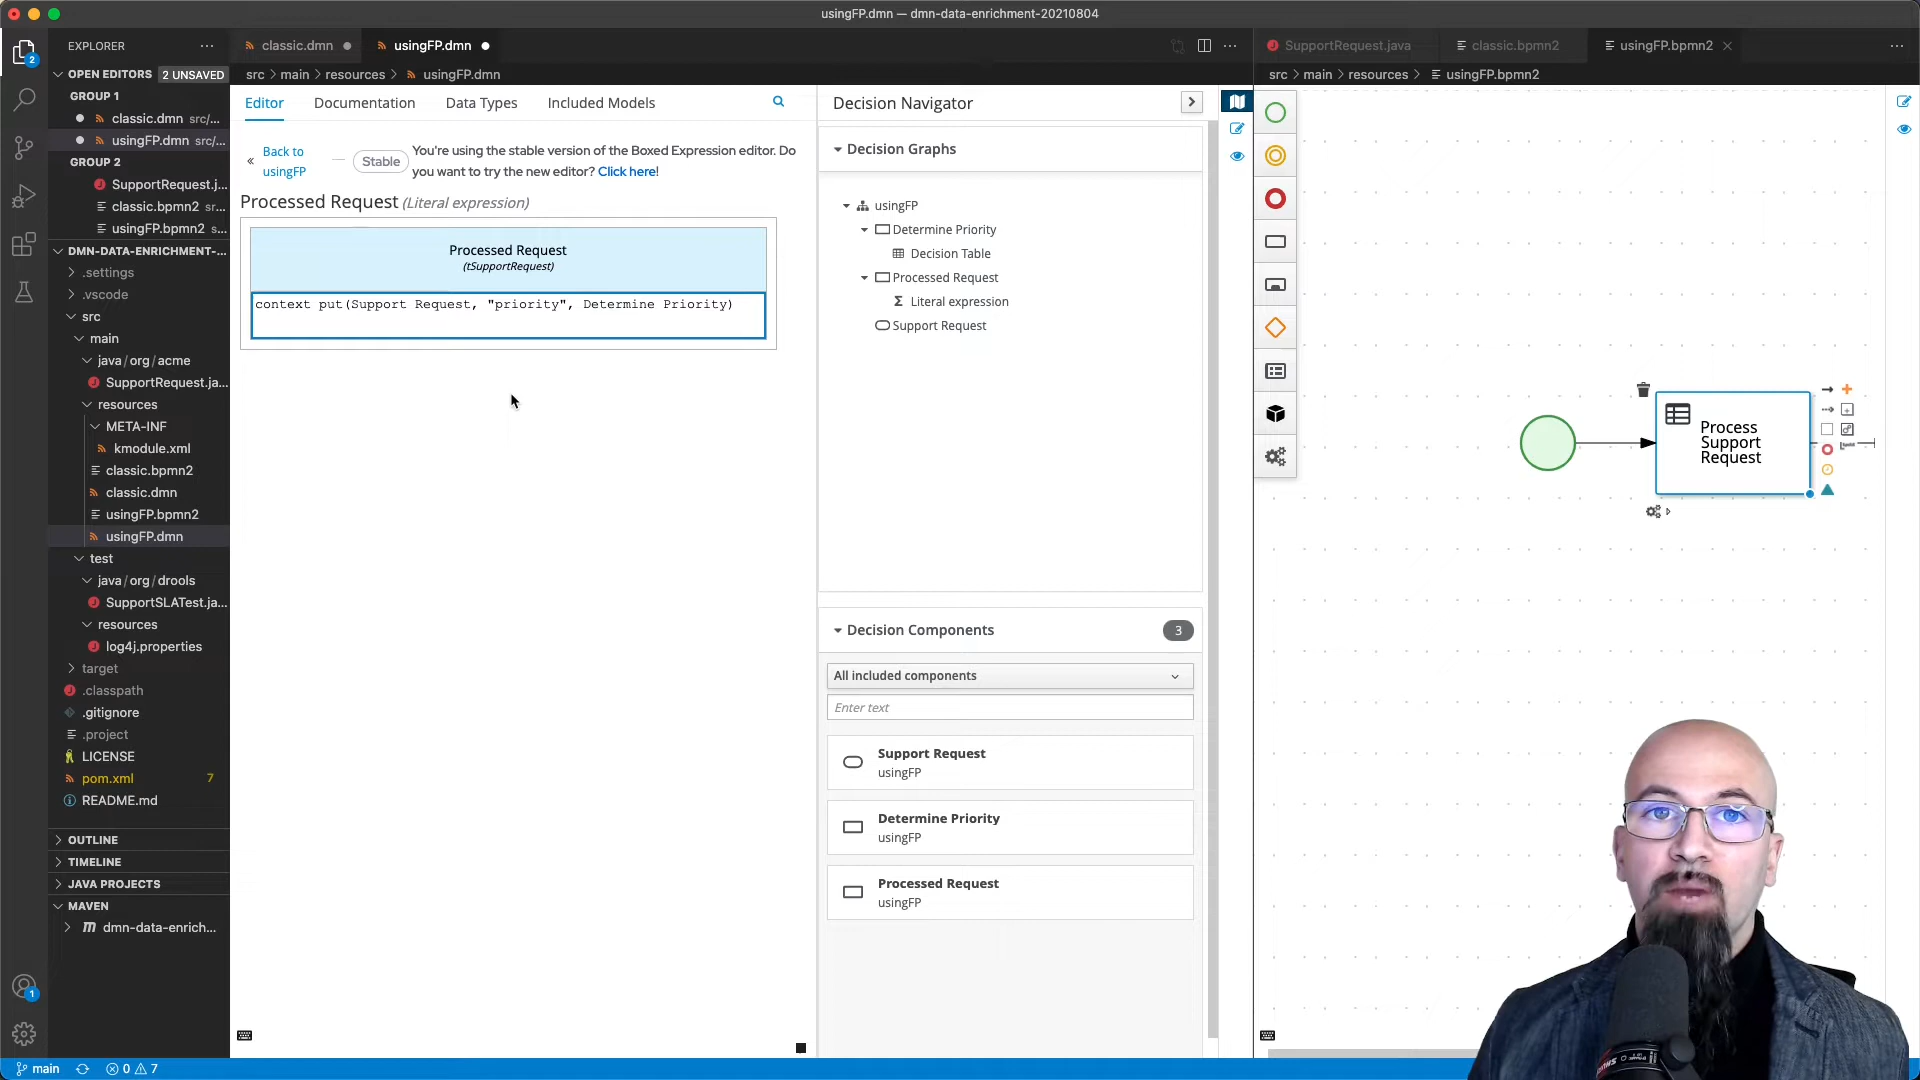 usingFP.dmn — dmn-data-enrichment-20210804
EXPLORER
OPEN EDITORS 2 UNSAVED
GROUP 1
classic.dmn src/...
usingFP.dmn src/...
GROUP 2
SupportRequest.j...
classic.bpmn2 sr...
usingFP.bpmn2 s...
DMN-DATA-ENRICHMENT-...
.settings
.vscode
src
main
java/org/acme
SupportRequest.ja...
resources
META-INF
kmodule.xml
classic.bpmn2
classic.dmn
usingFP.bpmn2
usingFP.dmn
test
java/org/drools
SupportSLATest.ja...
resources
log4j.properties
target
.classpath
.gitignore
.project
LICENSE
pom.xml 7
README.md
OUTLINE
TIMELINE
JAVA PROJECTS
MAVEN
dmn-data-enrich...
2
1
main
0 7
classic.dmn
usingFP.dmn
src > main > resources > usingFP.dmn
Editor Documentation Data Types Included Models
Back to usingFP
Stable
You're using the stable version of the Boxed Expression editor. Do
you want to try the new editor? Click here!
Processed Request (Literal expression)
Processed Request
(tSupportRequest)
context put(Support Request, "priority", Determine Priority)
Decision Navigator
Decision Graphs
usingFP
Determine Priority
Decision Table
Processed Request
Literal expression
Support Request
Decision Components 3
All included components
Enter text
Support Request
usingFP
Determine Priority
usingFP
Processed Request
usingFP
SupportRequest.java
classic.bpmn2
usingFP.bpmn2
src > main > resources > usingFP.bpmn2
Process
Support
Request